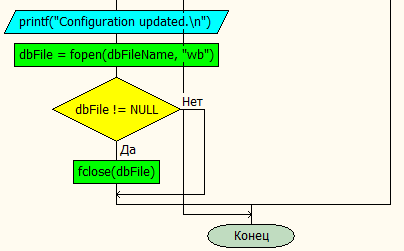 printf("Configuration updated.\n")
dbFile = fopen(dbFileName, "wb")
dbFile != NULL
Нет
Да
fclose(dbFile)
Конец